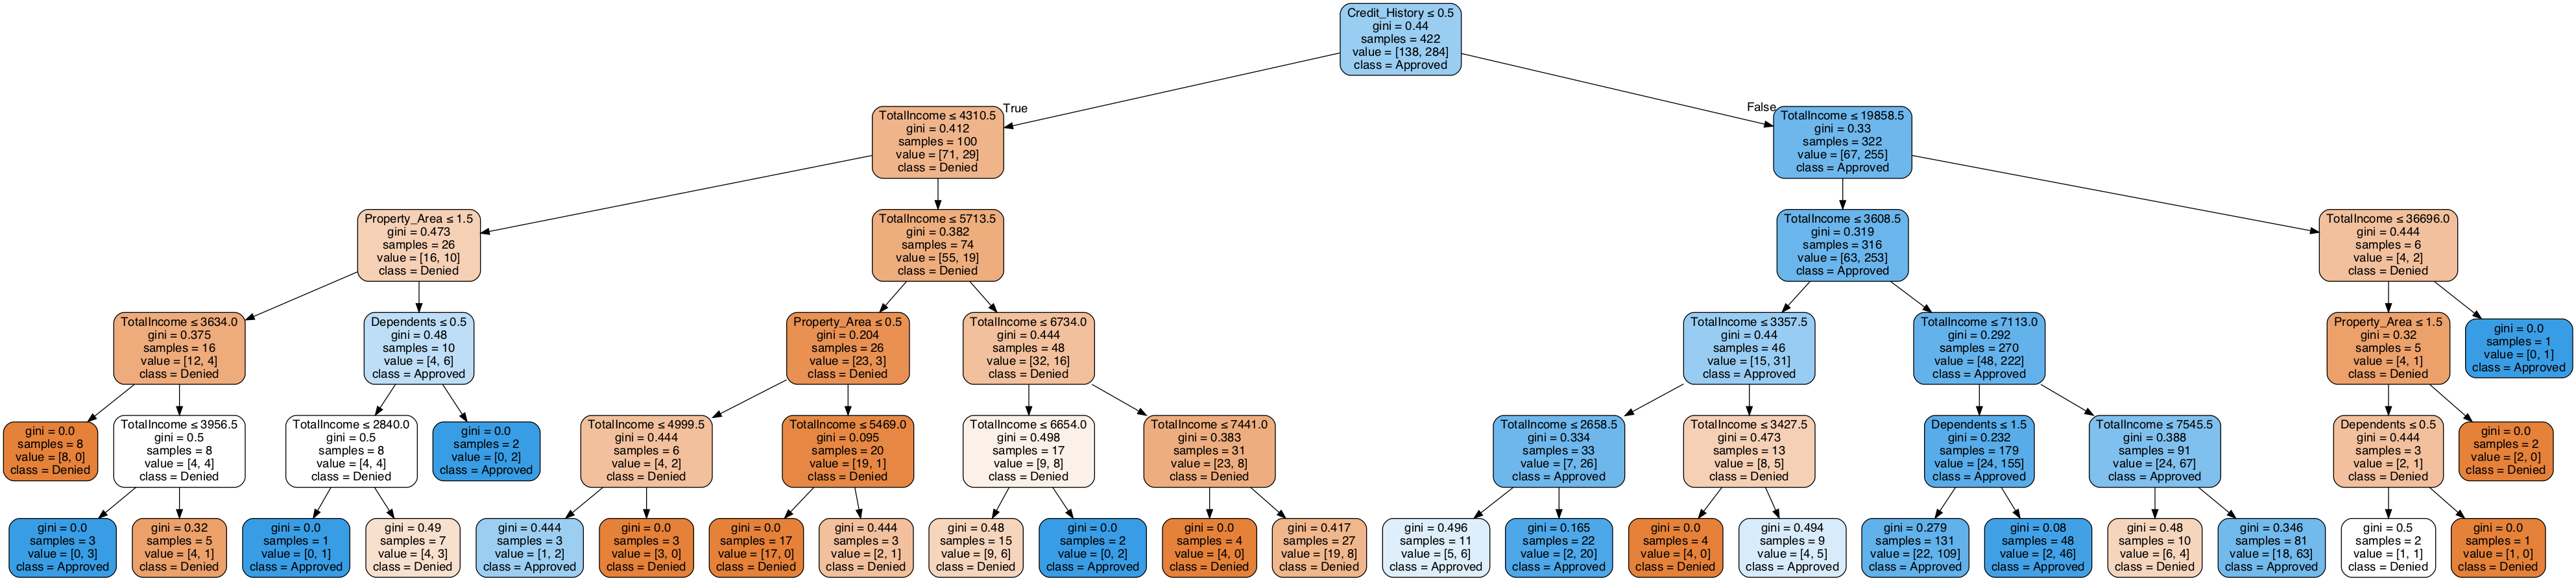 Credit_History ≤ 0.5
gini = 0.44
samples = 422
value = [138, 284]
class = Approved
True
False
TotalIncome ≤ 4310.5
gini = 0.412
samples = 100
value = [71, 29]
class = Denied
TotalIncome ≤ 19858.5
gini = 0.33
samples = 322
value = [67, 255]
class = Approved
Property_Area ≤ 1.5
gini = 0.473
samples = 26
value = [16, 10]
class = Denied
TotalIncome ≤ 5713.5
gini = 0.382
samples = 74
value = [55, 19]
class = Denied
TotalIncome ≤ 3608.5
gini = 0.319
samples = 316
value = [63, 253]
class = Approved
TotalIncome ≤ 36696.0
gini = 0.444
samples = 6
value = [4, 2]
class = Denied
TotalIncome ≤ 3634.0
gini = 0.375
samples = 16
value = [12, 4]
class = Denied
Dependents ≤ 0.5
gini = 0.48
samples = 10
value = [4, 6]
class = Approved
Property_Area ≤ 0.5
gini = 0.204
samples = 26
value = [23, 3]
class = Denied
TotalIncome ≤ 6734.0
gini = 0.444
samples = 48
value = [32, 16]
class = Denied
TotalIncome ≤ 3357.5
gini = 0.44
samples = 46
value = [15, 31]
class = Approved
TotalIncome ≤ 7113.0
gini = 0.292
samples = 270
value = [48, 222]
class = Approved
Property_Area ≤ 1.5
gini = 0.32
samples = 5
value = [4, 1]
class = Denied
gini = 0.0
samples = 1
value = [0, 1]
class = Approved
gini = 0.0
samples = 8
value = [8, 0]
class = Denied
TotalIncome ≤ 3956.5
gini = 0.5
samples = 8
value = [4, 4]
class = Denied
TotalIncome ≤ 2840.0
gini = 0.5
samples = 8
value = [4, 4]
class = Denied
gini = 0.0
samples = 2
value = [0, 2]
class = Approved
TotalIncome ≤ 4999.5
gini = 0.444
samples = 6
value = [4, 2]
class = Denied
TotalIncome ≤ 5469.0
gini = 0.095
samples = 20
value = [19, 1]
class = Denied
TotalIncome ≤ 6654.0
gini = 0.498
samples = 17
value = [9, 8]
class = Denied
TotalIncome ≤ 7441.0
gini = 0.383
samples = 31
value = [23, 8]
class = Denied
TotalIncome ≤ 2658.5
gini = 0.334
samples = 33
value = [7, 26]
class = Approved
TotalIncome ≤ 3427.5
gini = 0.473
samples = 13
value = [8, 5]
class = Denied
Dependents ≤ 1.5
gini = 0.232
samples = 179
value = [24, 155]
class = Approved
TotalIncome ≤ 7545.5
gini = 0.388
samples = 91
value = [24, 67]
class = Approved
Dependents ≤ 0.5
gini = 0.444
samples = 3
value = [2, 1]
class = Denied
gini = 0.0
samples = 2
value = [2, 0]
class = Denied
gini = 0.0
samples = 3
value = [0, 3]
class = Approved
gini = 0.32
samples = 5
value = [4, 1]
class = Denied
gini = 0.0
samples = 1
value = [0, 1]
class = Approved
gini = 0.49
samples = 7
value = [4, 3]
class = Denied
gini = 0.444
samples = 3
value = [1, 2]
class = Approved
gini = 0.0
samples = 3
value = [3, 0]
class = Denied
gini = 0.0
samples = 17
value = [17, 0]
class = Denied
gini = 0.444
samples = 3
value = [2, 1]
class = Denied
gini = 0.48
samples = 15
value = [9, 6]
class = Denied
gini = 0.0
samples = 2
value = [0, 2]
class = Approved
gini = 0.0
samples = 4
value = [4, 0]
class = Denied
gini = 0.417
samples = 27
value = [19, 8]
class = Denied
gini = 0.496
samples = 11
value = [5, 6]
class = Approved
gini = 0.165
samples = 22
value = [2, 20]
class = Approved
gini = 0.0
samples = 4
value = [4, 0]
class = Denied
gini = 0.494
samples = 9
value = [4, 5]
class = Approved
gini = 0.279
samples = 131
value = [22, 109]
class = Approved
gini = 0.08
samples = 48
value = [2, 46]
class = Approved
gini = 0.48
samples = 10
value = [6, 4]
class = Denied
gini = 0.346
samples = 81
value = [18, 63]
class = Approved
gini = 0.5
samples = 2
value = [1, 1]
class = Denied
gini = 0.0
samples = 1
value = [1, 0]
class = Denied